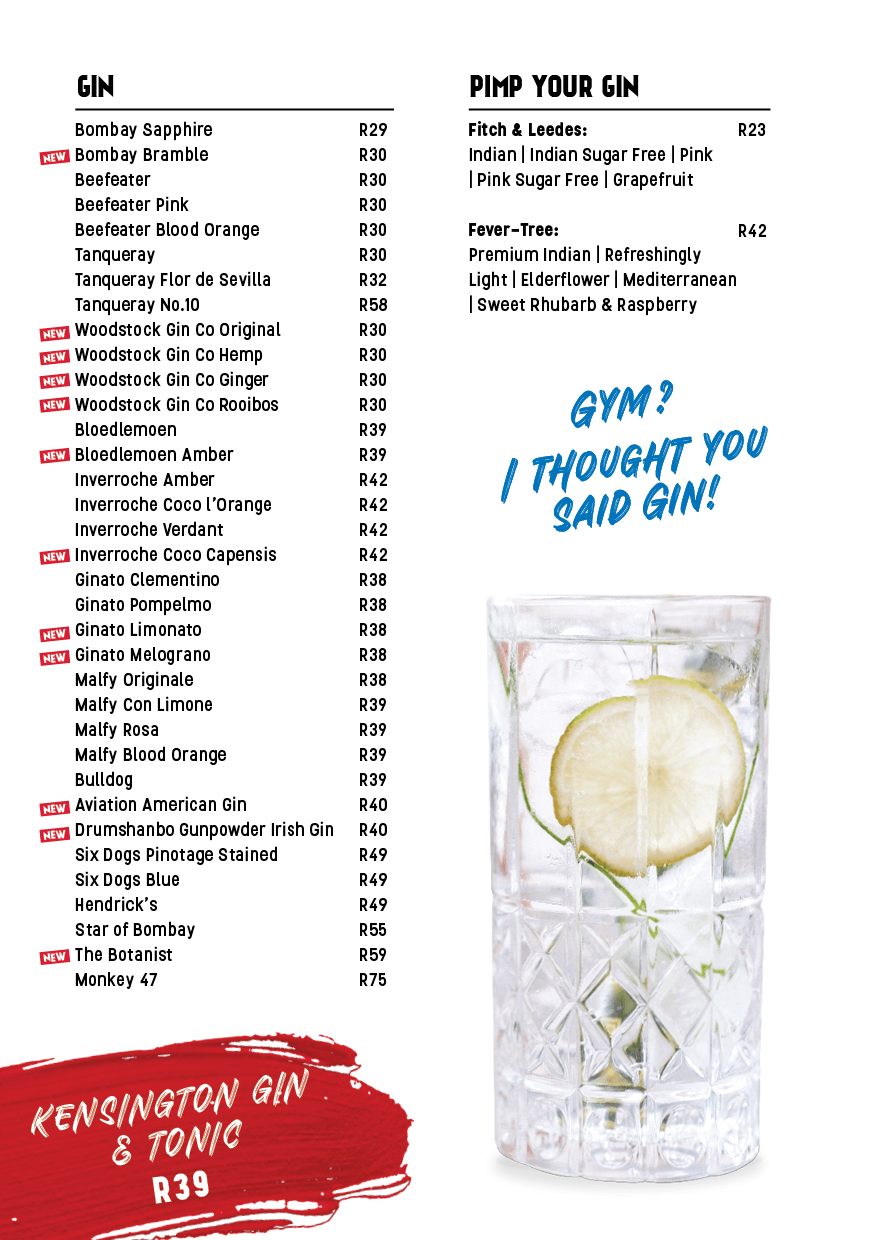 GIN
Bombay Sapphire R29
NEW Bombay Bramble R30
Beefeater R30
Beefeater Pink R30
Beefeater Blood Orange R30
Tanqueray R30
Tanqueray Flor de Sevilla R32
Tanqueray No.10 R58
NEW Woodstock Gin Co Original R30
NEW Woodstock Gin Co Hemp R30
NEW Woodstock Gin Co Ginger R30
NEW Woodstock Gin Co Rooibos R30
Bloedlemoen R39
NEW Bloedlemoen Amber R39
Inverroche Amber R42
Inverroche Coco l'Orange R42
Inverroche Verdant R42
NEW Inverroche Coco Capensis R42
Ginato Clementino R38
Ginato Pompelmo R38
NEW Ginato Limonato R38
NEW Ginato Melograno R38
Malfy Originale R38
Malfy Con Limone R39
Malfy Rosa R39
Malfy Blood Orange R39
Bulldog R39
NEW Aviation American Gin R40
NEW Drumshanbo Gunpowder Irish Gin R40
Six Dogs Pinotage Stained R49
Six Dogs Blue R49
Hendrick's R49
Star of Bombay R55
NEW The Botanist R59
Monkey 47 R75
KENSINGTON GIN
& TONIC
R39
PIMP YOUR GIN
Fitch & Leedes: R23
Indian | Indian Sugar Free | Pink
| Pink Sugar Free | Grapefruit
Fever-Tree: R42
Premium Indian | Refreshingly
Light | Elderflower | Mediterranean
| Sweet Rhubarb & Raspberry
GYM?
I THOUGHT YOU
SAID GIN!